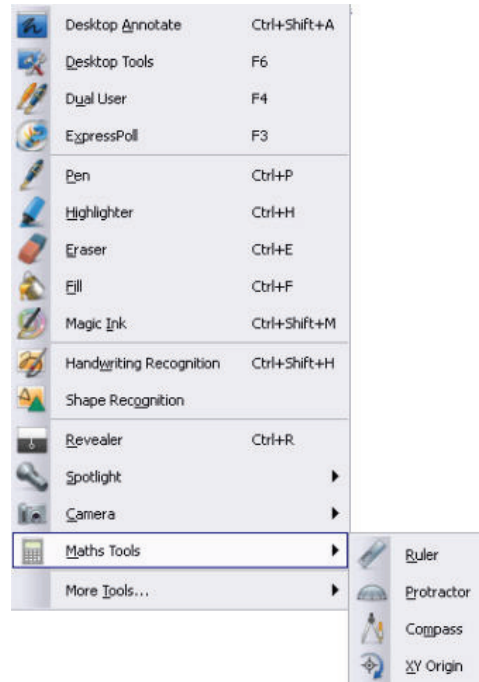 Desktop Annotate Ctrl+Shift+A
Desktop Tools F6
Dual User F4
ExpressPoll F3
Pen Ctrl+P
Highlighter Ctrl+H
Eraser Ctrl+E
Fill Ctrl+F
Magic Ink Ctrl+Shift+M
Handwriting Recognition Ctrl+Shift+H
Shape Recognition
Revealer Ctrl+R
Spotlight
Camera
Maths Tools
Ruler
More Tools...
Protractor
Compass
XY Origin